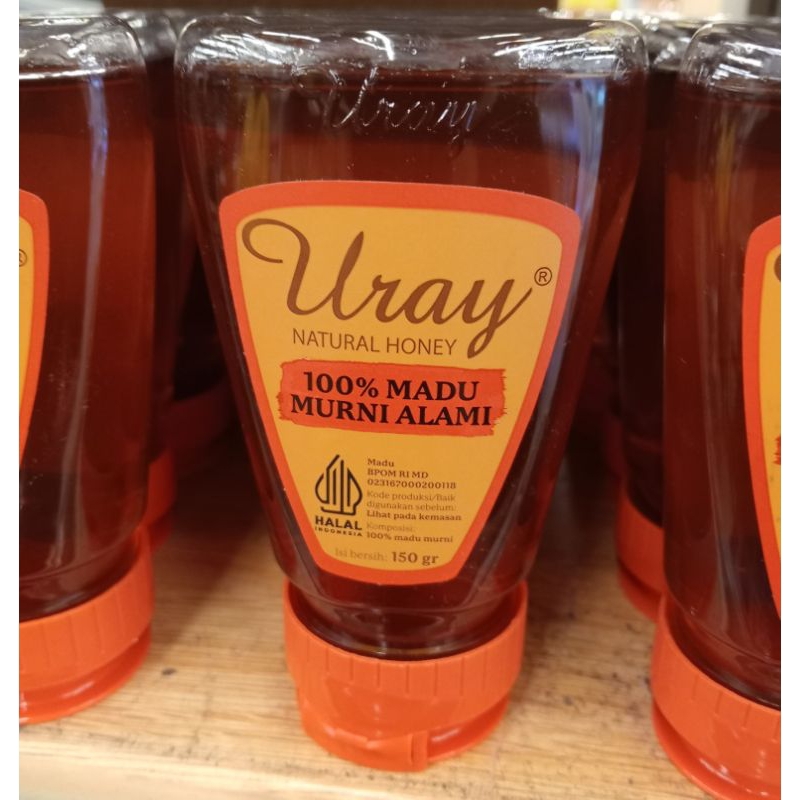 Uray
Uray®
NATURAL HONEY
100% MADU
MURNI ALAMI
Madu
BPOM RI MD
023167000200118
Kode produksi/Baik
digunakan sebelum:
Lihat pada kemasan
Komposisi:
100% madu murni
HALAL
INDONESIA
Isi bersih: 150 gr
®